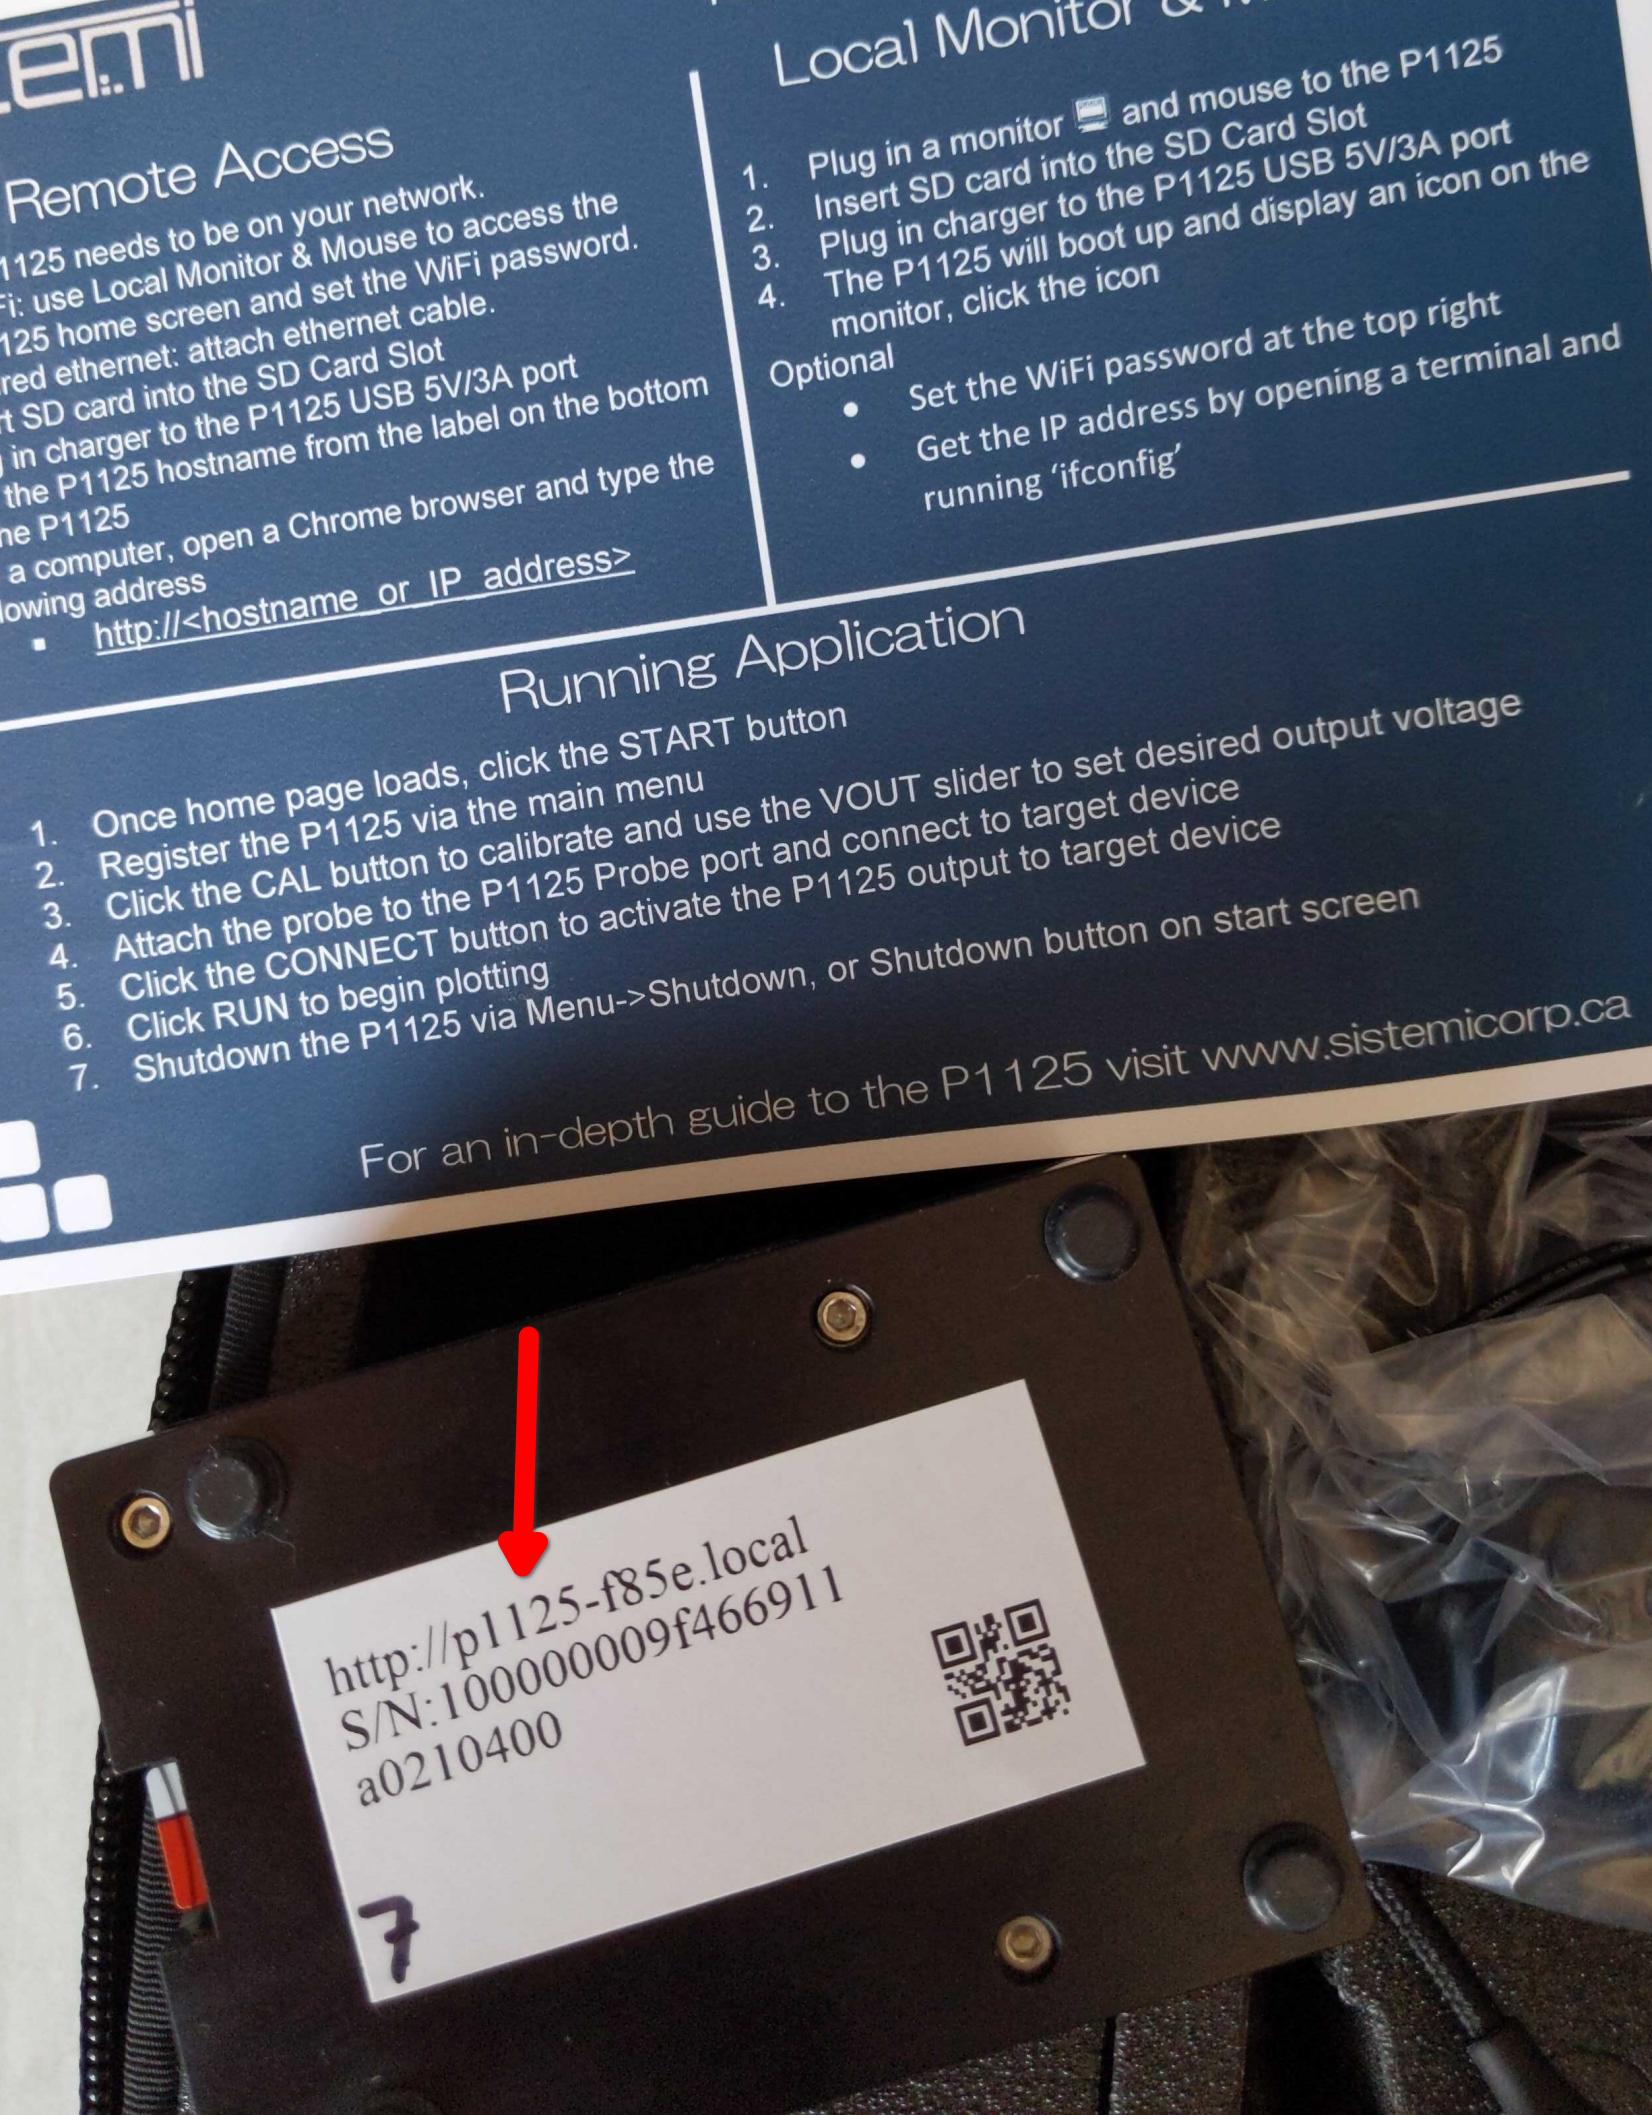 Remote Access
1125 needs to be on your network.
Fi: use Local Monitor & Mouse to access the
125 home screen and set the WiFi password.
red ethernet: attach ethernet cable.
rt SD card into the SD Card Slot
in charger to the P1125 USB 5V/3A port
the P1125 hostname from the label on the bottom
he P1125
a computer, open a Chrome browser and type the
lowing address
▪ http://<hostname_or_IP_address>
Local Monitor &
1. Plug in a monitor and mouse to the P1125
2. Insert SD card into the SD Card Slot
3. Plug in charger to the P1125 USB 5V/3A port
4. The P1125 will boot up and display an icon on the
monitor, click the icon
Optional
• Set the WiFi password at the top right
• Get the IP address by opening a terminal and
running ‘ifconfig’
Running Application
1. Once home page loads, click the START button
2. Register the P1125 via the main menu
3. Click the CAL button to calibrate and use the VOUT slider to set desired output voltage
4. Attach the probe to the P1125 Probe port and connect to target device
5. Click the CONNECT button to activate the P1125 output to target device
6. Click RUN to begin plotting
7. Shutdown the P1125 via Menu->Shutdown, or Shutdown button on start screen
For an in-depth guide to the P1125 visit www.sistemicorp.ca
http://p1125-f85e.local
S/N:100000009f466911
a0210400
7